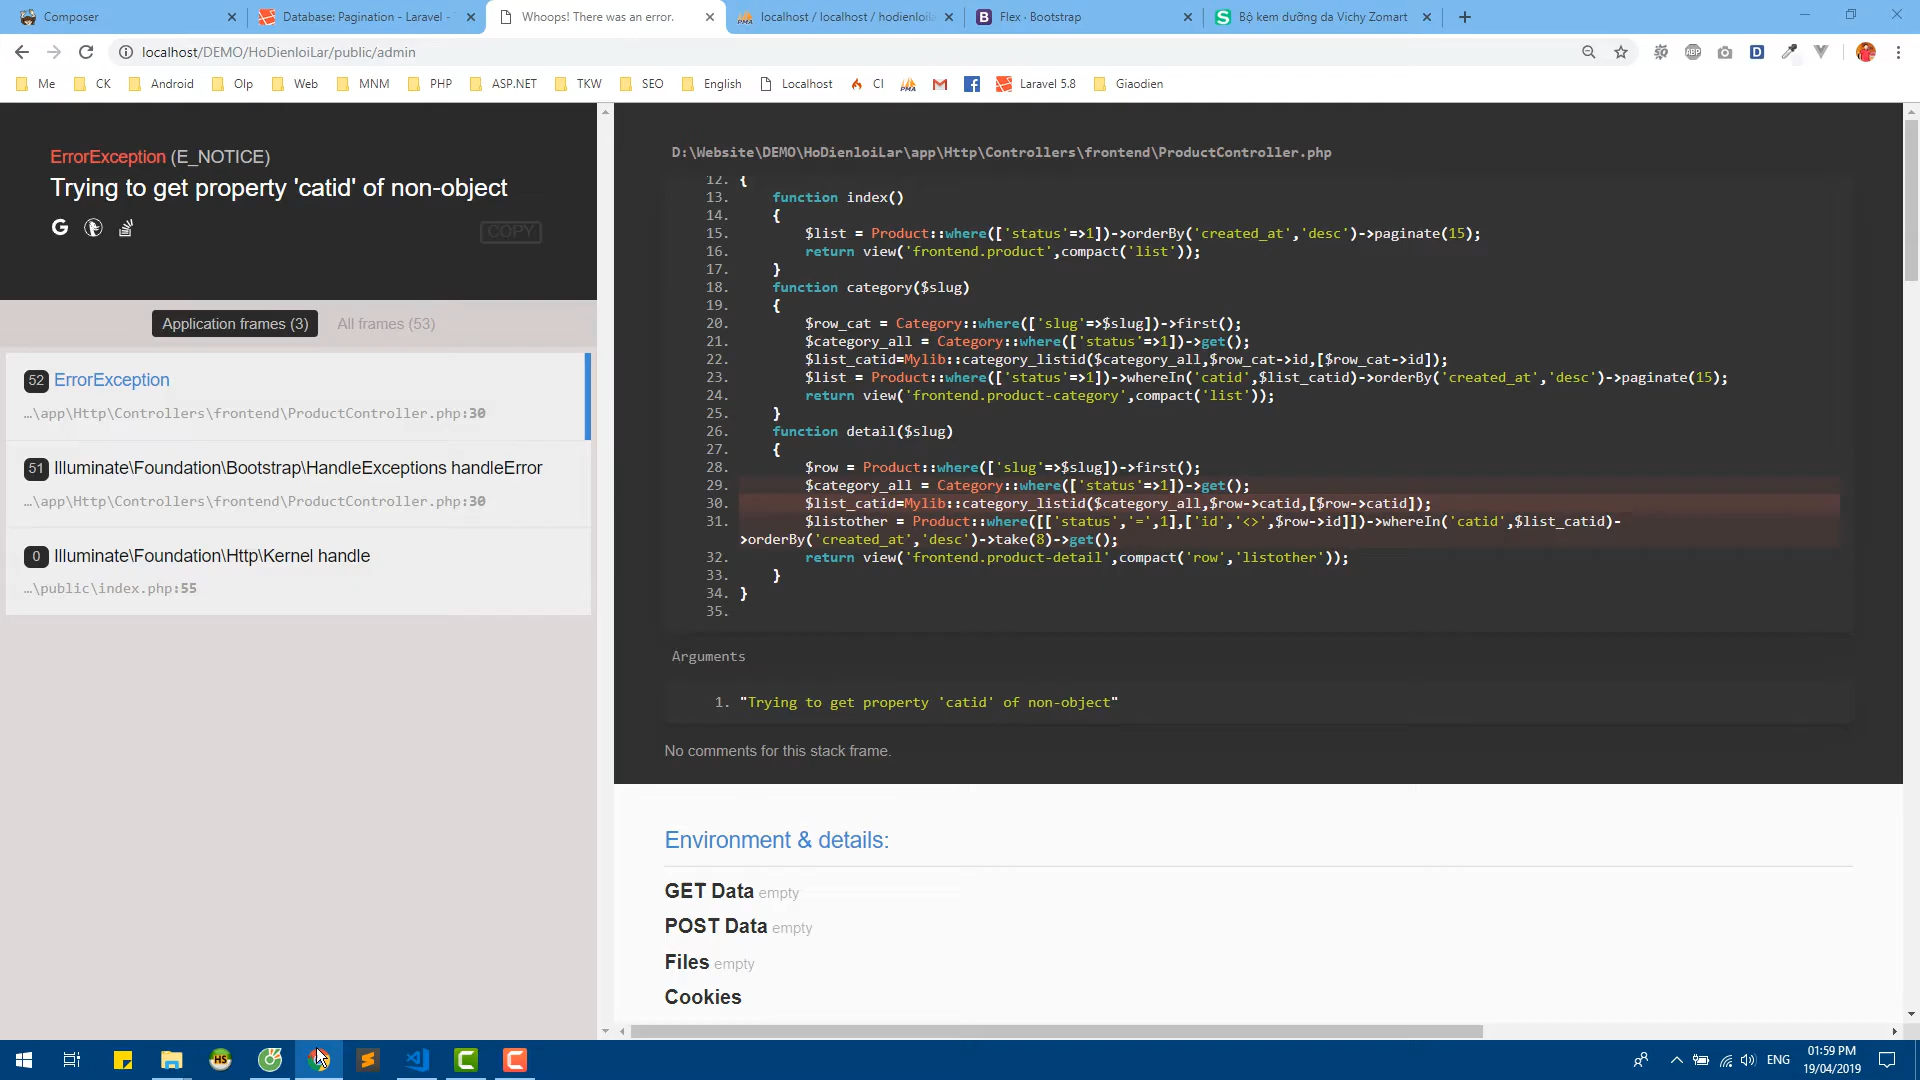 Composer
Database: Pagination - Laravel -
Whoops! There was an error.
localhost / localhost / hodienloila
Flex · Bootstrap
Bộ kem dưỡng da Vichy Zomart
localhost/DEMO/HoDienloiLar/public/admin
Me CK Android Olp Web MNM PHP ASP.NET TKW SEO English Localhost CI Laravel 5.8 Giaodien
ErrorException (E_NOTICE)
Trying to get property 'catid' of non-object
COPY
Application frames (3)
All frames (53)
52 ErrorException
…\app\Http\Controllers\frontend\ProductController.php:30
51 Illuminate\Foundation\Bootstrap\HandleExceptions handleError
…\app\Http\Controllers\frontend\ProductController.php:30
0 Illuminate\Foundation\Http\Kernel handle
…\public\index.php:55
D:\Website\DEMO\HoDienloiLar\app\Http\Controllers\frontend\ProductController.php
12. {
13. function index()
14. {
15. $list = Product::where(['status'=>1])->orderBy('created_at','desc')->paginate(15);
16. return view('frontend.product',compact('list'));
17. }
18. function category($slug)
19. {
20. $row_cat = Category::where(['slug'=>$slug])->first();
21. $category_all = Category::where(['status'=>1])->get();
22. $list_catid=Mylib::category_listid($category_all,$row_cat->id,[$row_cat->id]);
23. $list = Product::where(['status'=>1])->whereIn('catid',$list_catid)->orderBy('created_at','desc')->paginate(15);
24. return view('frontend.product-category',compact('list'));
25. }
26. function detail($slug)
27. {
28. $row = Product::where(['slug'=>$slug])->first();
29. $category_all = Category::where(['status'=>1])->get();
30. $list_catid=Mylib::category_listid($category_all,$row->catid,[$row->catid]);
31. $listother = Product::where([['status','=',1],['id','<>',$row->id]])->whereIn('catid',$list_catid)-
>orderBy('created_at','desc')->take(8)->get();
32. return view('frontend.product-detail',compact('row','listother'));
33. }
34. }
35.
Arguments
1. "Trying to get property 'catid' of non-object"
No comments for this stack frame.
Environment & details:
GET Data empty
POST Data empty
Files empty
Cookies
ENG
01:59 PM
19/04/2019